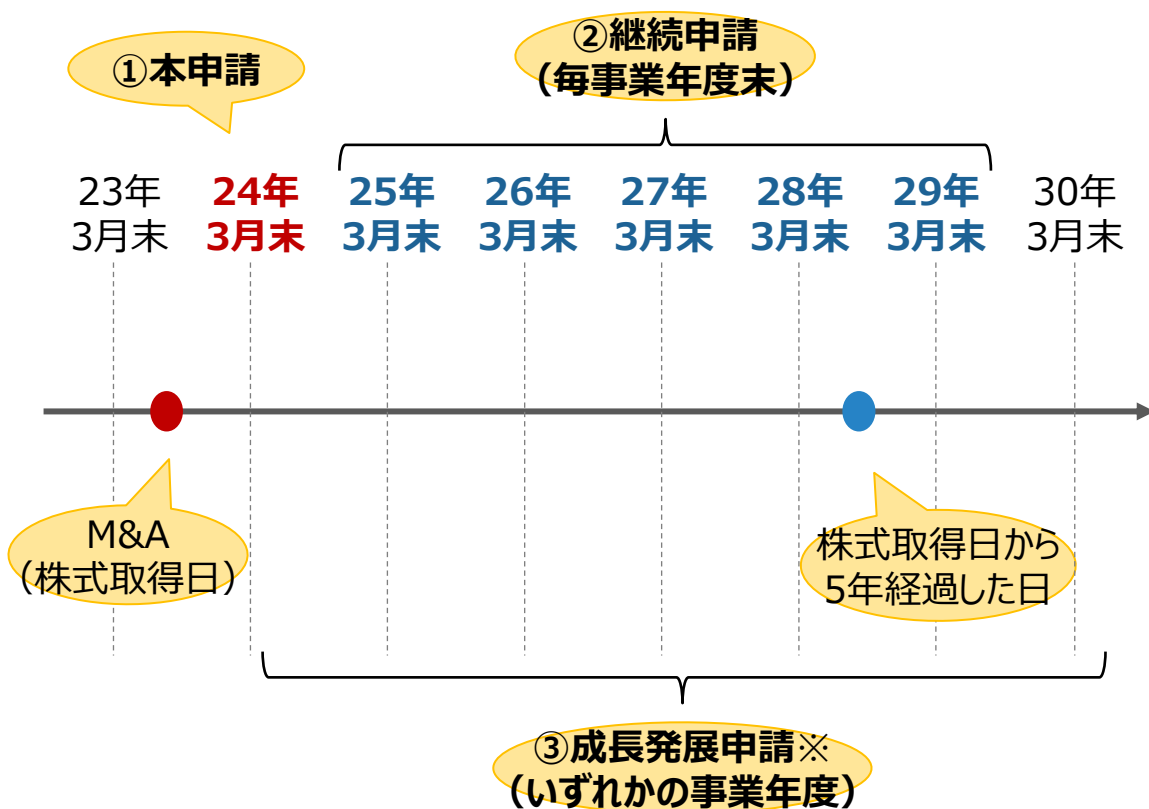 ①本申請
②継続申請
（毎事業年度末）
23年
3月末
24年
3月末
25年
3月末
26年
3月末
27年
3月末
28年
3月末
29年
3月末
30年
3月末
M&A
（株式取得日）
株式取得日から
5年経過した日
③成長発展申請※
（いずれかの事業年度）